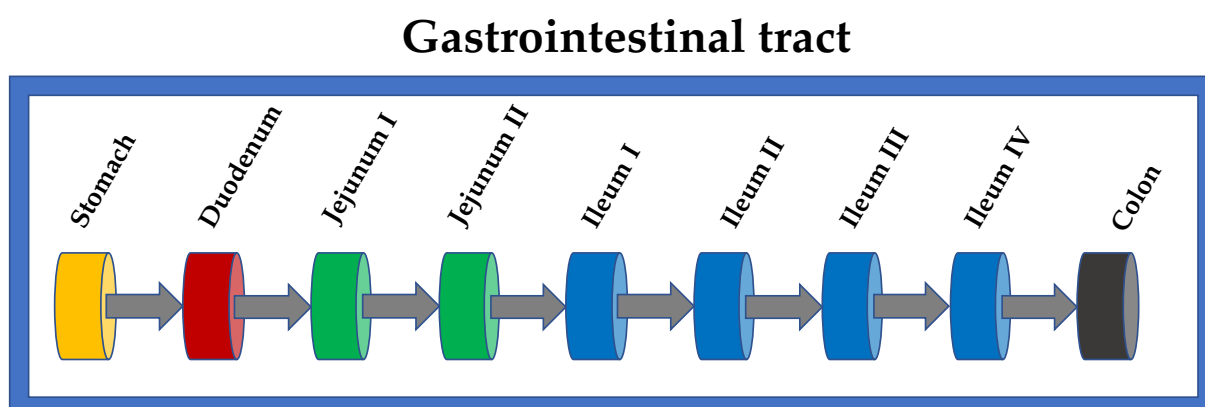 Gastrointestinal tract
Stomach
Duodenum
Jejunum I
Jejunum II
Ileum I
Ileum II
Ileum III
Ileum IV
Colon